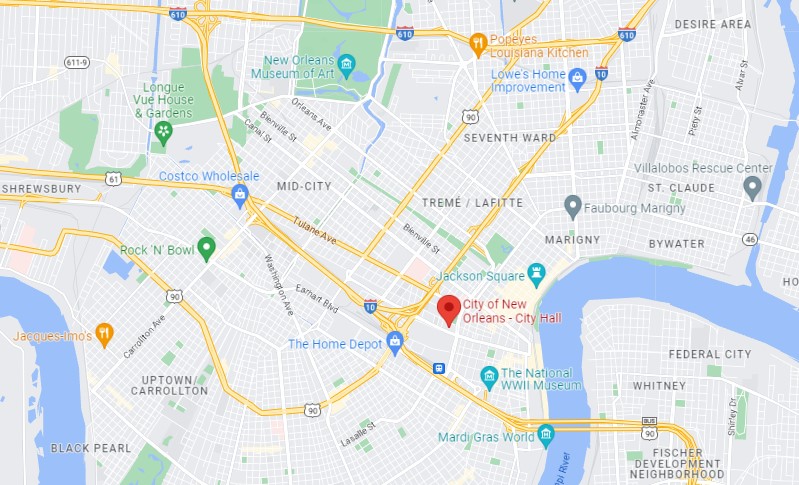 610
610
610
DESIRE AREA
611-9
New Orleans
Museum of Art
Popeyes
Louisiana Kitchen
Lowe's Home
Improvement
10
Alvar St
Almonaster Ave
Piety St
Longue
Vue House
& Gardens
Orleans Ave
Bienville St
Canal St
90
SEVENTH WARD
Costco Wholesale
61
SHREWSBURY
MID-CITY
Villalobos Rescue Center
ST. CLAUDE
TREMÉ / LAFITTE
Faubourg Marigny
Tulane Ave
Bienville St
MARIGNY
BYWATER
46
Rock 'N' Bowl
Washington Ave
Jackson Square
HO
Earhart Blvd
90
10
City of New
Orleans - City Hall
Jacques-Imo's
Carrollton Ave
The Home Depot
FEDERAL CITY
UPTOWN/
CARROLLTON
The National
WWII Museum
WHITNEY
90
Shirley Dr
Lasalle St
BUS
90
Mardi Gras World
BLACK PEARL
ppi River
FISCHER
DEVELOPMENT
NEIGHBORHOOD